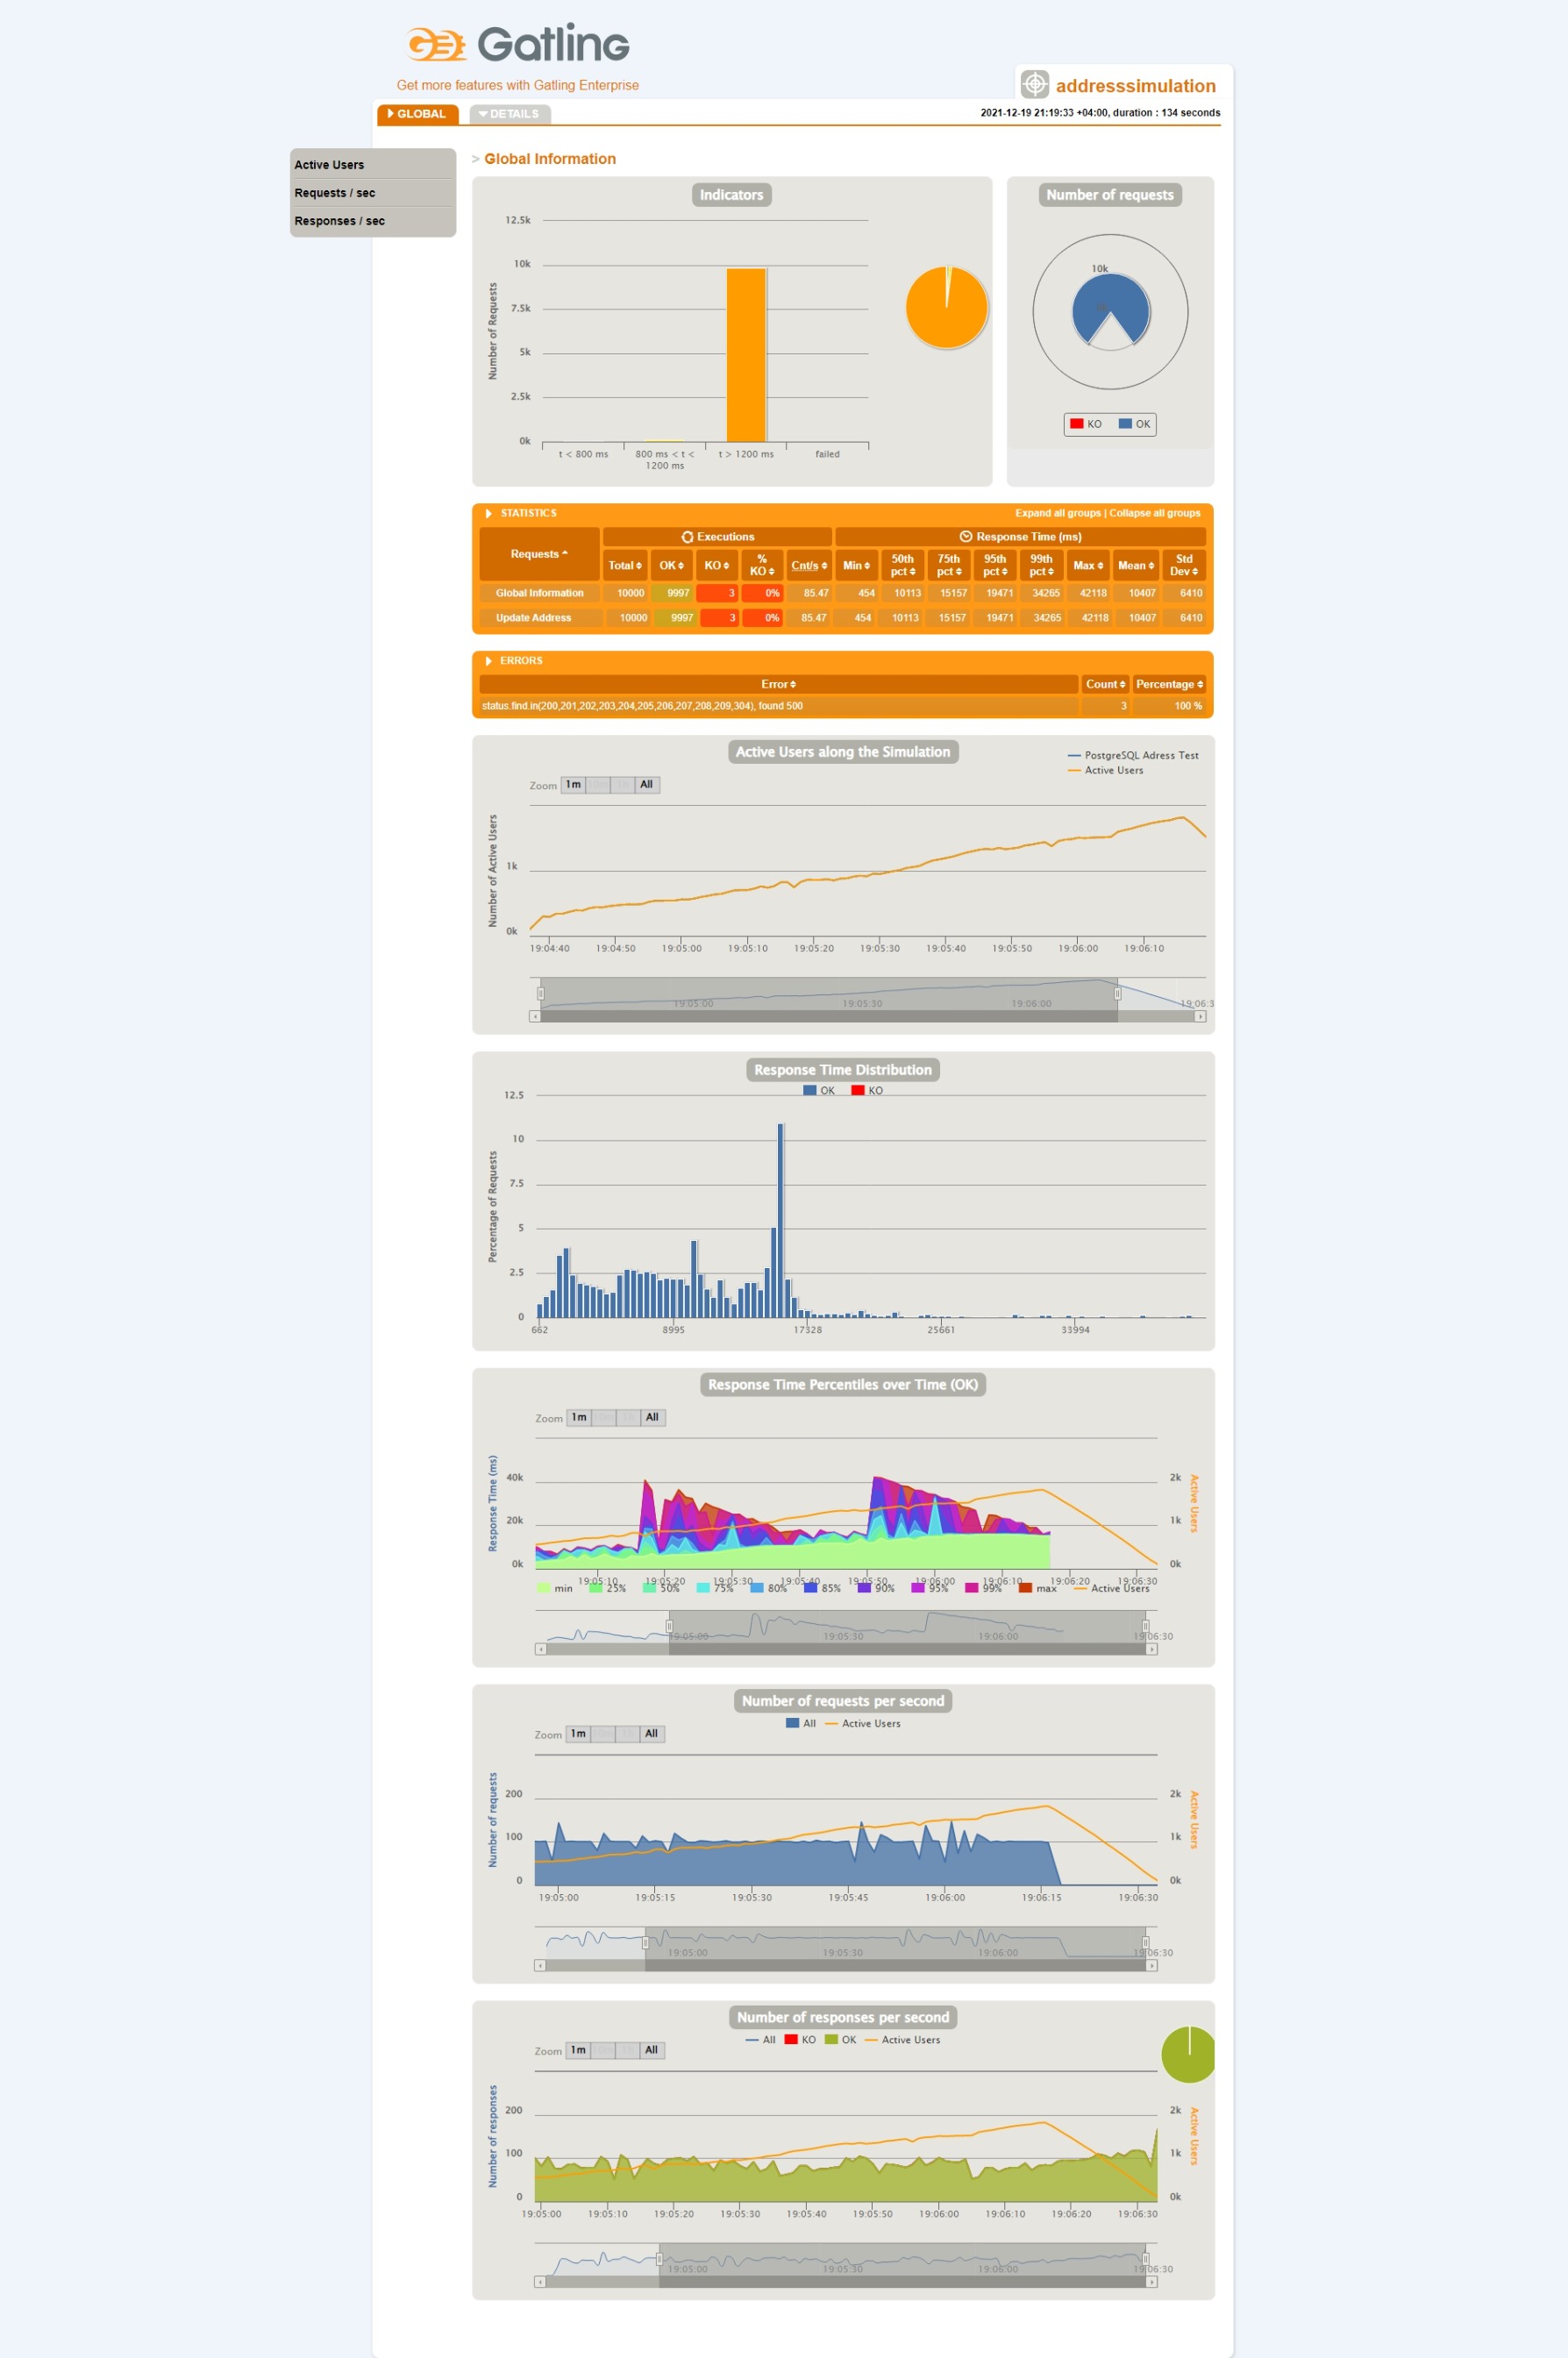 Gatling
Get more features with Gatling Enterprise
addresssimulation
GLOBAL DETAILS
2021-12-19 21:19:33 +04:00, duration : 134 seconds
Active Users
Requests / sec
Responses / sec
> Global Information
Indicators
Number of Requests
12.5k
10k
7.5k
5k
2.5k
0k
t < 800 ms 800 ms < t < t > 1200 ms failed
1200 ms
Number of requests
10k
KO OK
STATISTICS Expand all groups | Collapse all groups
Requests Executions Response Time (ms)
Total OK KO % KO Cnt/s Min 50th pct 75th pct 95th pct 99th pct Max Mean Std Dev
Global Information 10000 9997 3 0% 85.47 454 10113 15157 19471 34265 42118 10407 6410
Update Address 10000 9997 3 0% 85.47 454 10113 15157 19471 34265 42118 10407 6410
ERRORS
Error Count Percentage
status.find.in(200,201,202,203,204,205,206,207,208,209,304), found 500 3 100 %
Active Users along the Simulation
PostgreSQL Adress Test
Active Users
Zoom 1m All
Number of Active Users
1k
0k
19:04:40 19:04:50 19:05:00 19:05:10 19:05:20 19:05:30 19:05:40 19:05:50 19:06:00 19:06:10
19:05:00 19:05:30 19:06:00 19:06:3
Response Time Distribution
OK KO
Percentage of Requests
12.5
10
7.5
5
2.5
0
662 8995 17328 25661 33994
Response Time Percentiles over Time (OK)
Zoom 1m All
Response Time (ms)
40k 2k
20k 1k
0k 0k
Active Users
19:05:10 19:05:20 19:05:30 19:05:40 19:05:50 19:06:00 19:06:10 19:06:20 19:06:30
min 25% 50% 75% 80% 85% 90% 95% 99% max Active Users
19:05:00 19:05:30 19:06:00 19:06:30
Number of requests per second
All Active Users
Zoom 1m All
Number of requests
200 2k
100 1k
0 0k
Active Users
19:05:00 19:05:15 19:05:30 19:05:45 19:06:00 19:06:15 19:06:30
19:05:00 19:05:30 19:06:00 19:06:30
Number of responses per second
All KO OK Active Users
Zoom 1m All
Number of responses
200 2k
100 1k
0 0k
Active Users
19:05:00 19:05:10 19:05:20 19:05:30 19:05:40 19:05:50 19:06:00 19:06:10 19:06:20 19:06:30
19:05:00 19:05:30 19:06:00 19:06:30